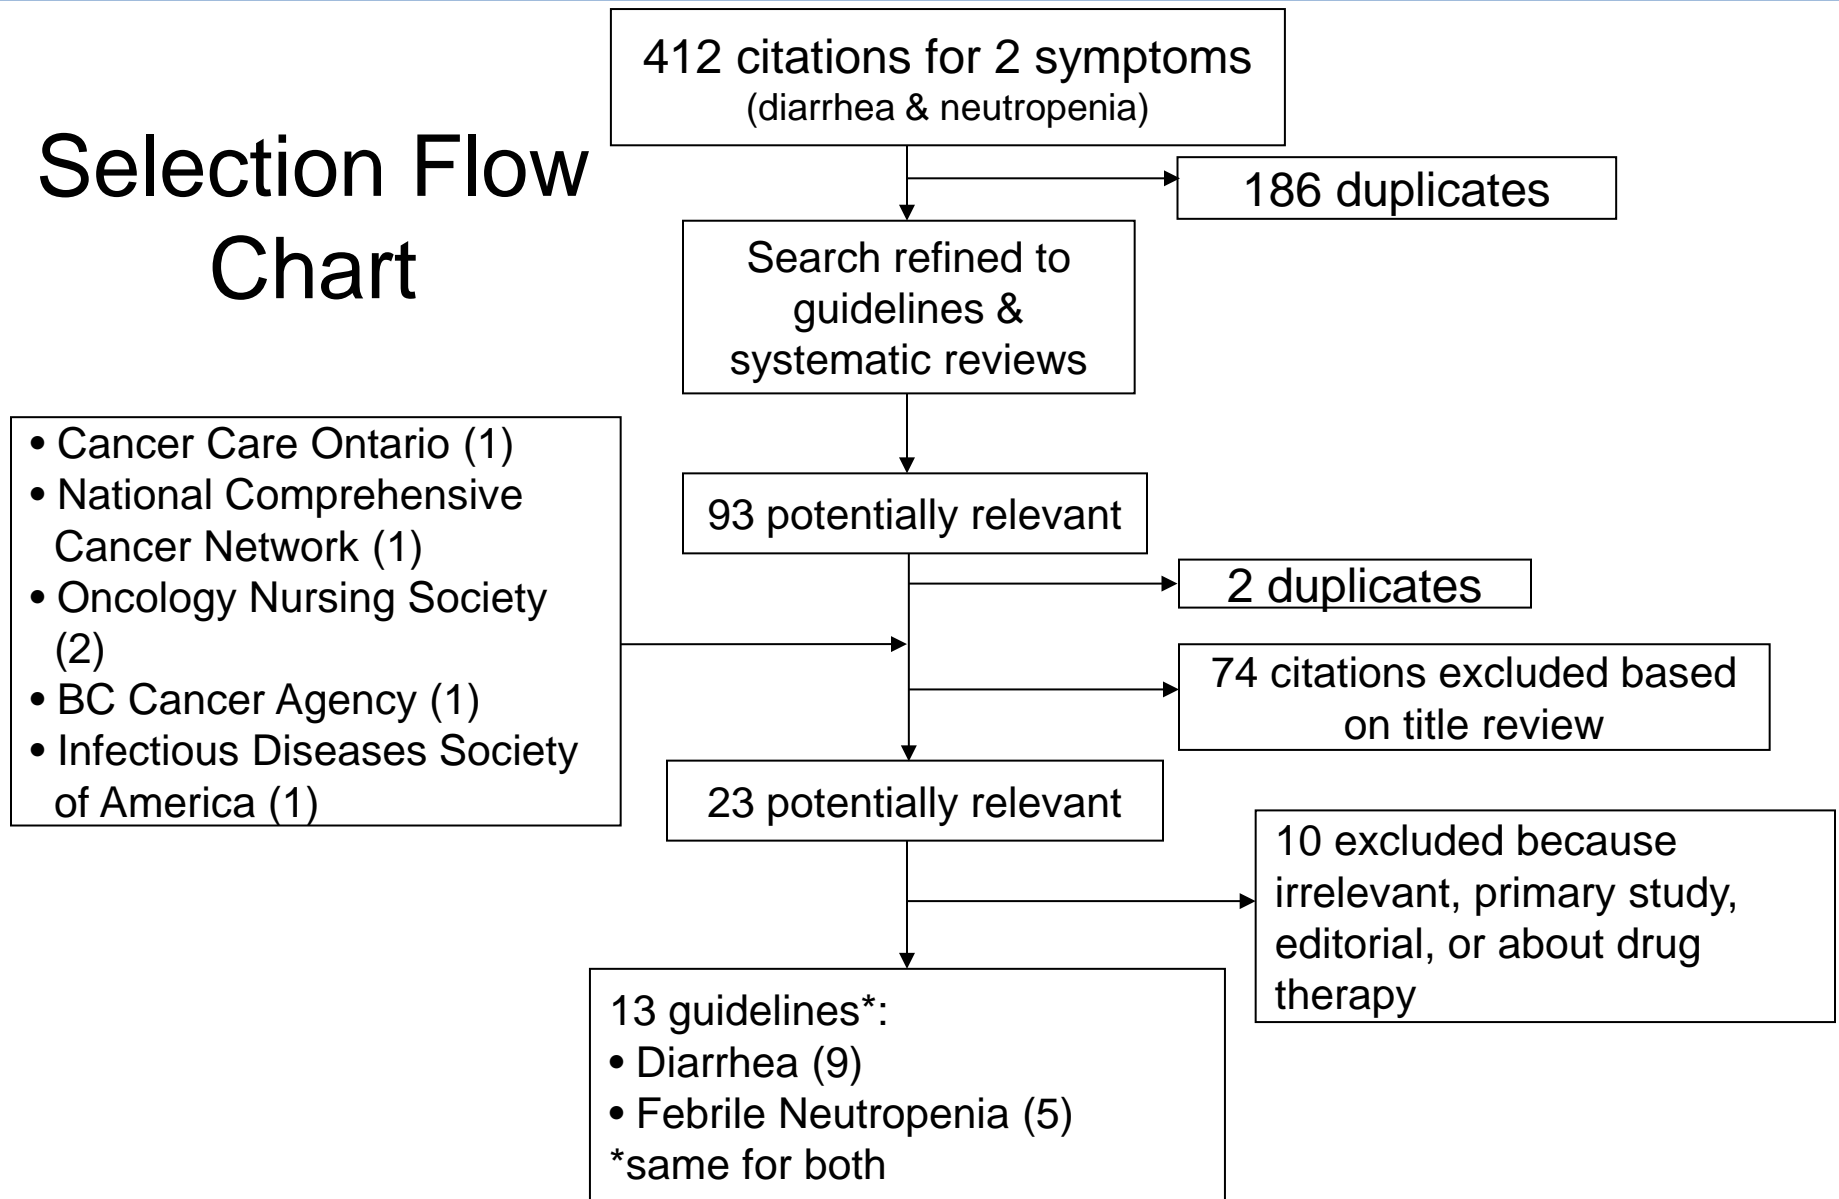 Selection Flow
Chart
412 citations for 2 symptoms
(diarrhea & neutropenia)
186 duplicates
Search refined to
guidelines &
systematic reviews
93 potentially relevant
2 duplicates
• Cancer Care Ontario (1)
• National Comprehensive
Cancer Network (1)
• Oncology Nursing Society
(2)
• BC Cancer Agency (1)
• Infectious Diseases Society
of America (1)
74 citations excluded based
on title review
23 potentially relevant
10 excluded because
irrelevant, primary study,
editorial, or about drug
therapy
13 guidelines*:
• Diarrhea (9)
• Febrile Neutropenia (5)
*same for both